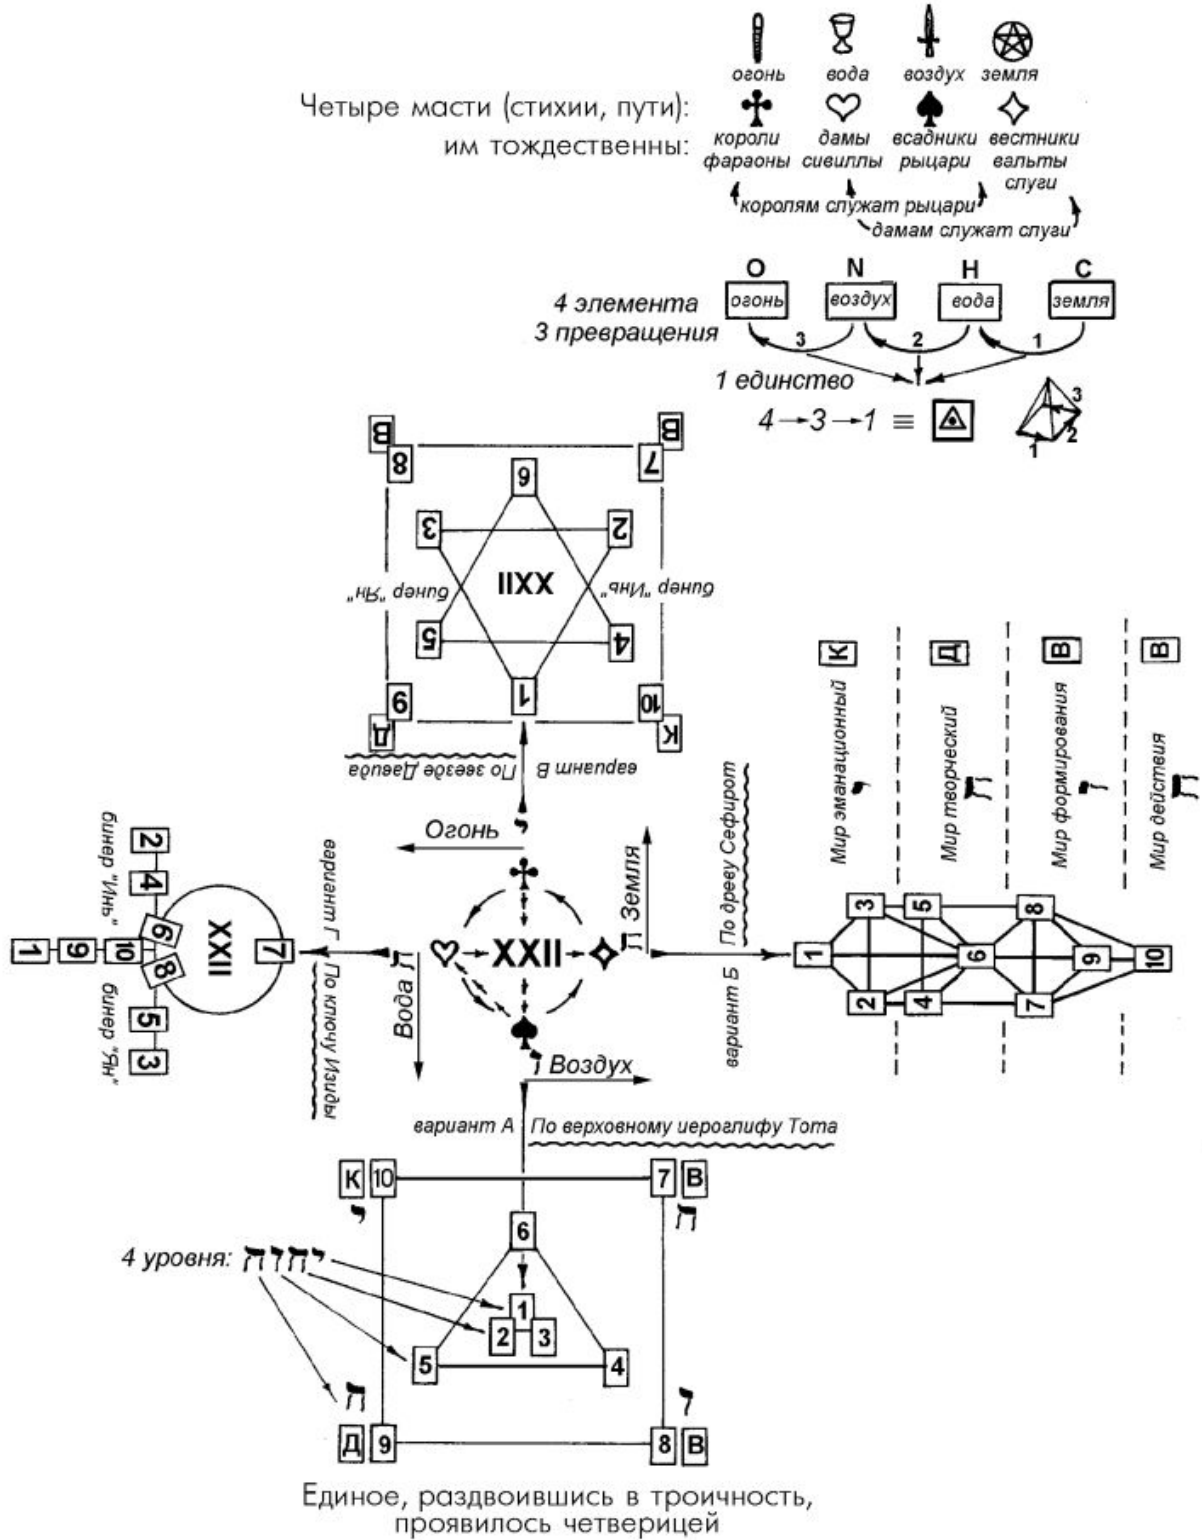 огонь вода воздух земля
Четыре масти (стихии, пути):
им тождественны:
короли дамы всадники вестники
фараоны сивиллы рыцари вальты
слуги
королям служат рыцари
дамам служат слуги
O N H C
огонь воздух вода земля
4 элемента
3 превращения
3 2 1
1 единство
4→3→1 ≡
3
2
1
В В
8 7
6
3 2
XXII
бинер "Ян" бинер "Инь"
5 4
1
9 10
Д К
По звезде Давида
вариант В
י
Огонь
К Д В В
Мир эманационный י
Мир творческий ה
Мир формирования ו
Мир действия ה
2
4
бинер "Инь"
6
1 9 10
8
5
3
бинер "Ян"
XXII
7
вариант Г
По ключу Изиды
ה
Вода
XXII
ה Земля
По древу Сефирот
вариант Б
3 5 8
1 6 9 10
2 4 7
ו
Воздух
вариант А По верховному иероглифу Тота
К 10 7 В
י ה
6
4 уровня: יהוה
1
2 3
5 4
ה ו
Д 9 8 В
Единое, раздвоившись в троичность,
проявилось четверицей